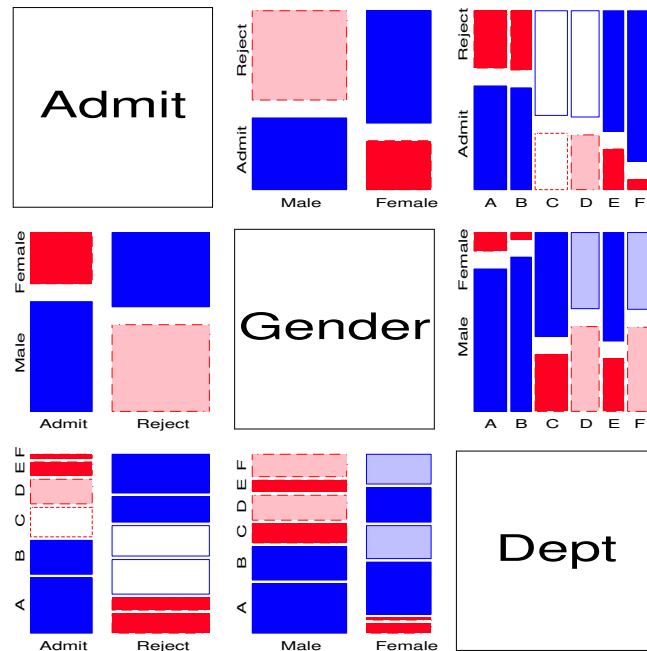 Admit
Reject
Admit
Male Female
Reject
Admit
A B C D E F
Female
Male
Admit Reject
Gender
Female
Male
A B C D E F
F
E
D
C
B
A
Admit Reject
F
E
D
C
B
A
Male Female
Dept